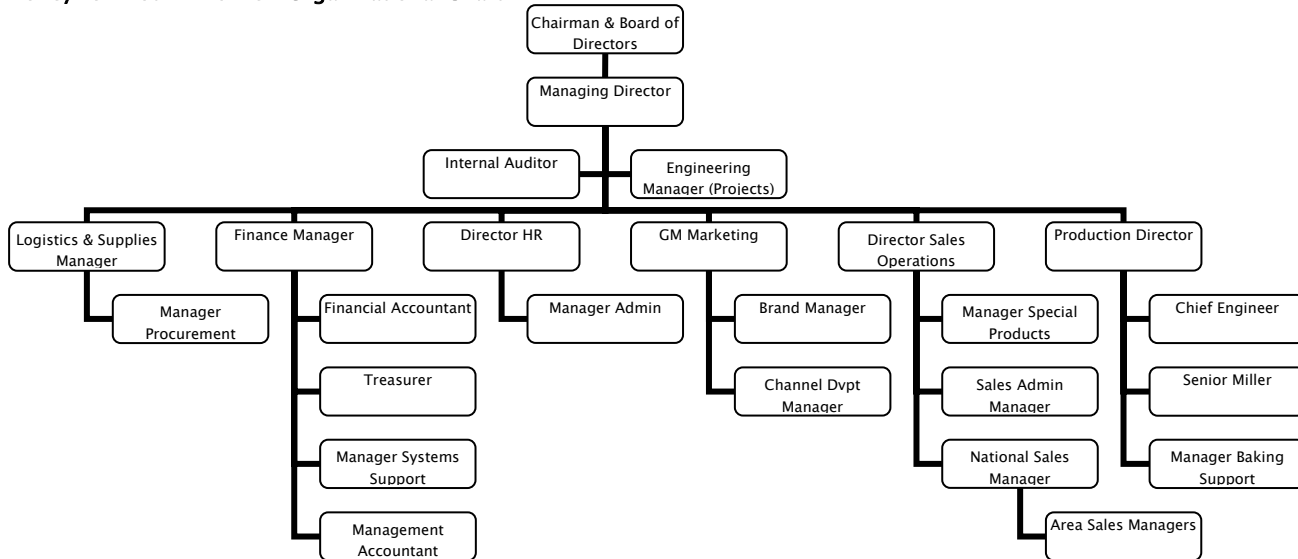 Chairman & Board of
Directors
Managing Director
Internal Auditor
Engineering
Manager (Projects)
Logistics & Supplies
Manager
Finance Manager
Director HR
GM Marketing
Director Sales
Operations
Production Director
Manager
Procurement
Financial Accountant
Manager Admin
Brand Manager
Manager Special
Products
Chief Engineer
Treasurer
Channel Dvpt
Manager
Sales Admin
Manager
Senior Miller
Manager Systems
Support
National Sales
Manager
Manager Baking
Support
Management
Accountant
Area Sales Managers